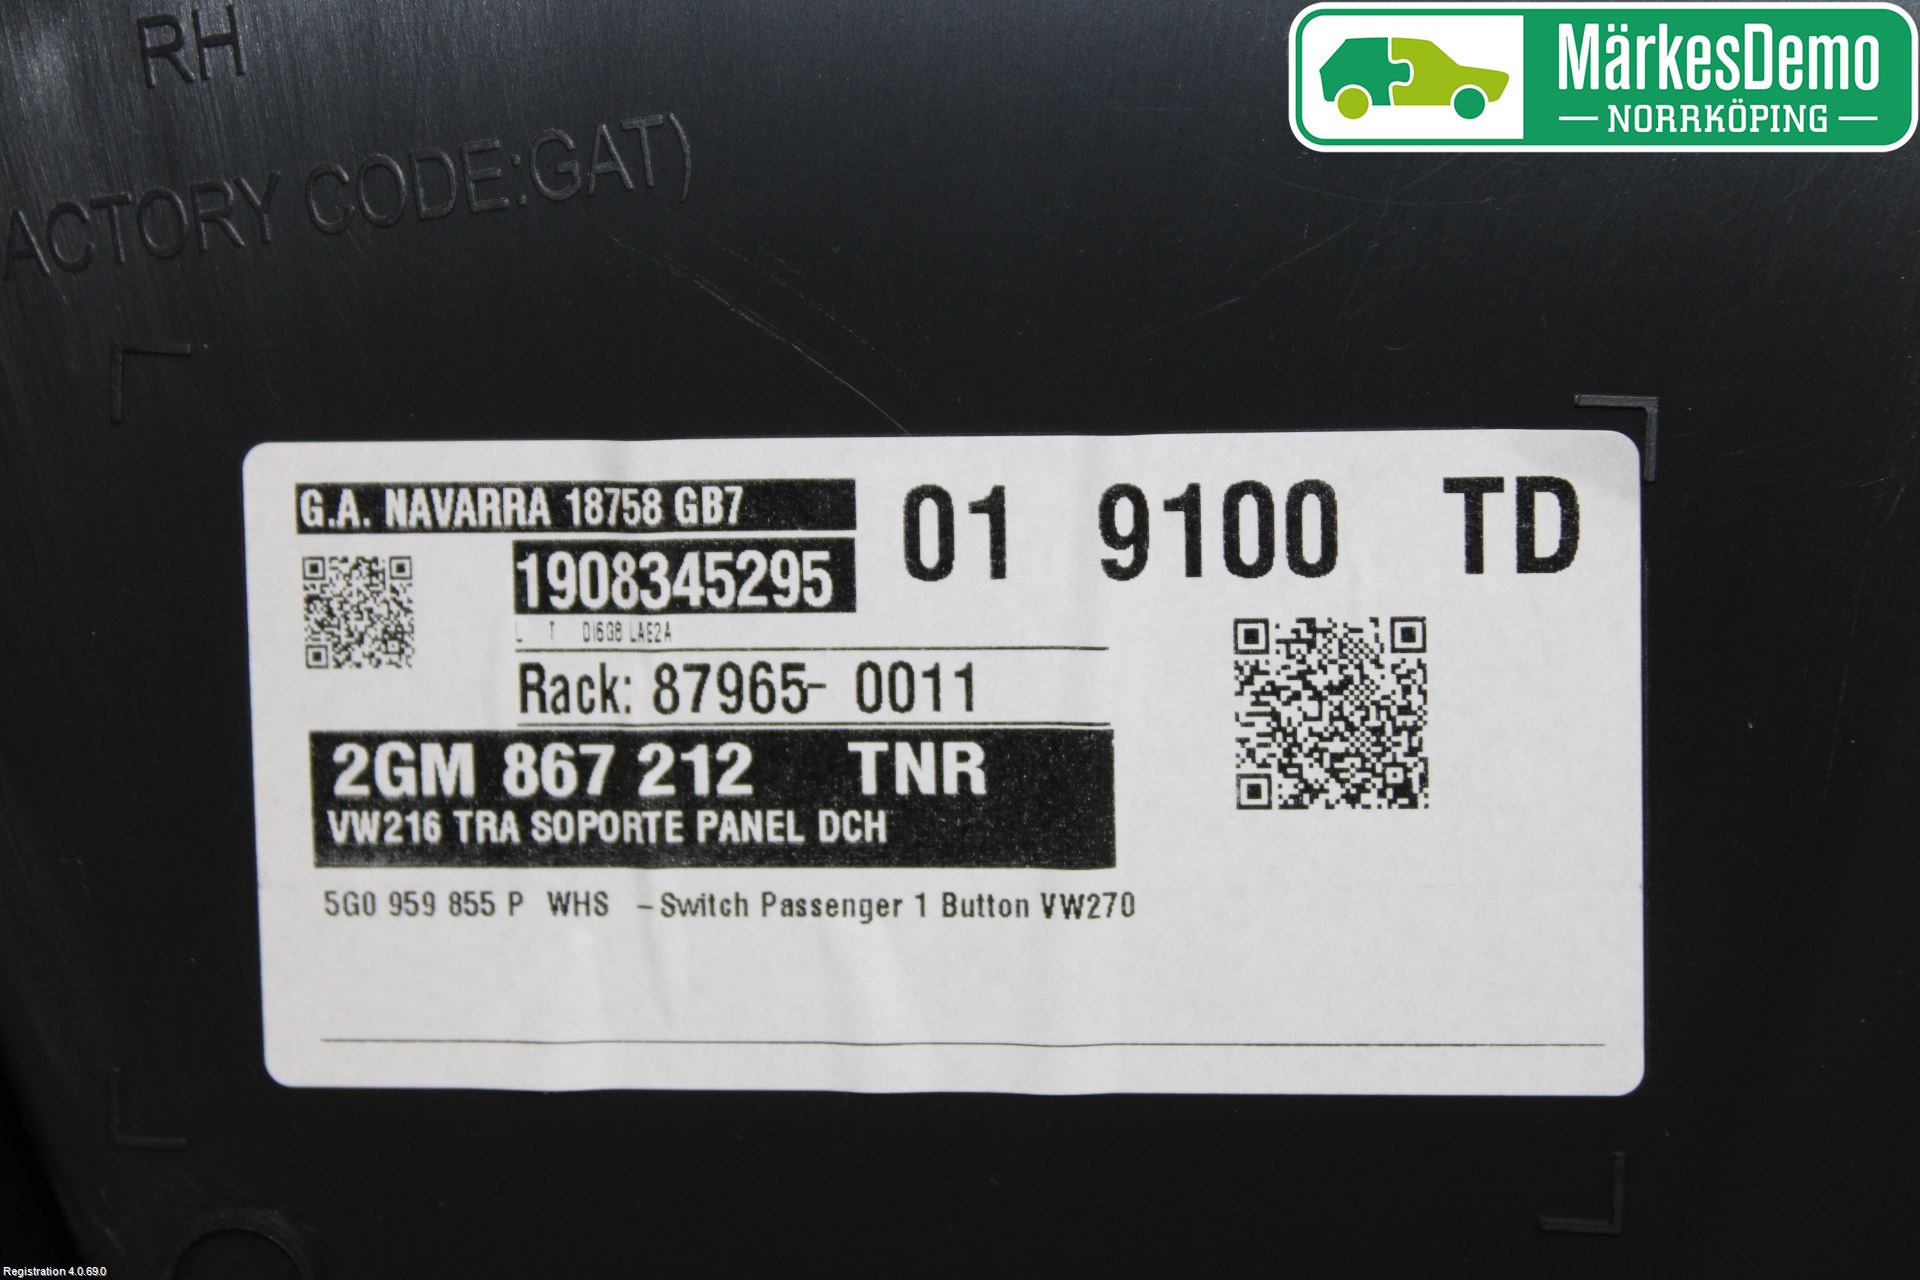 RH
ACTORY CODE:GAT)
MärkesDemo
NORRKÖPING
G.A. NAVARRA 18758 GB7
01 9100 TD
1908345295
L T DI6GB LAE2A
Rack: 87965- 0011
2GM 867 212 TNR
VW216 TRA SOPORTE PANEL DCH
5G0 959 855 P WHS -Switch Passenger 1 Button VW270
Registration 4.0.69.0